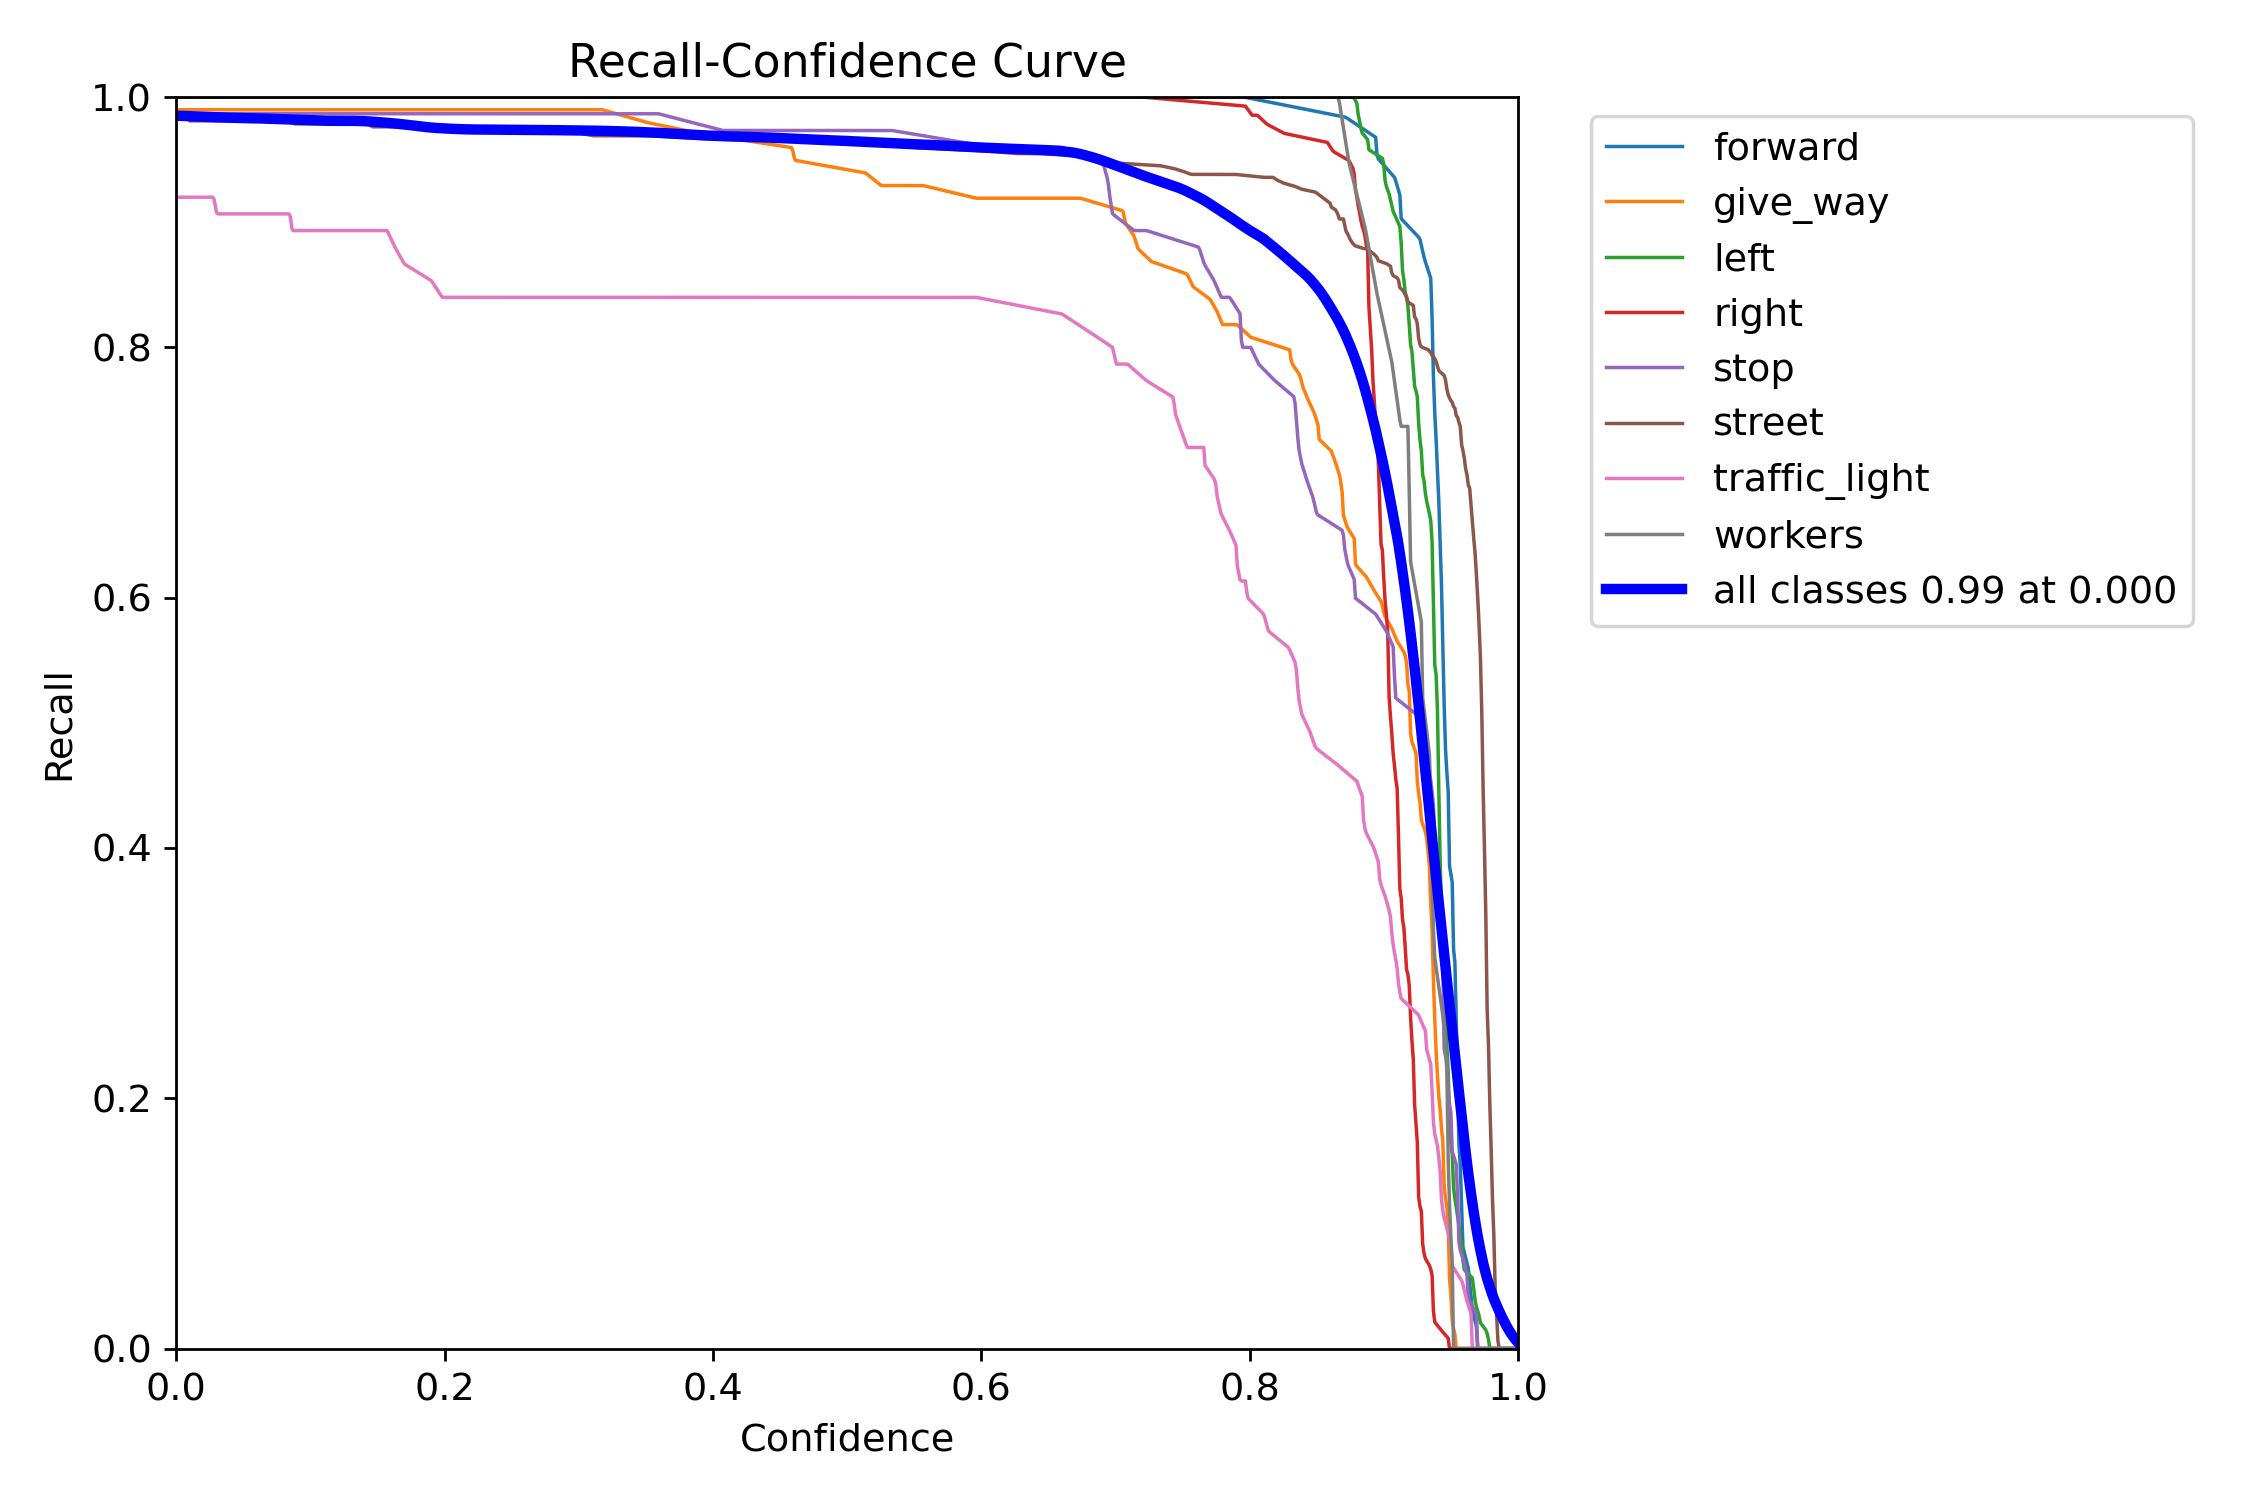 Recall-Confidence Curve
1.0
0.8
0.6
0.4
0.2
0.0
Recall
0.0 0.2 0.4 0.6 0.8 1.0
Confidence
forward
give_way
left
right
stop
street
traffic_light
workers
all classes 0.99 at 0.000